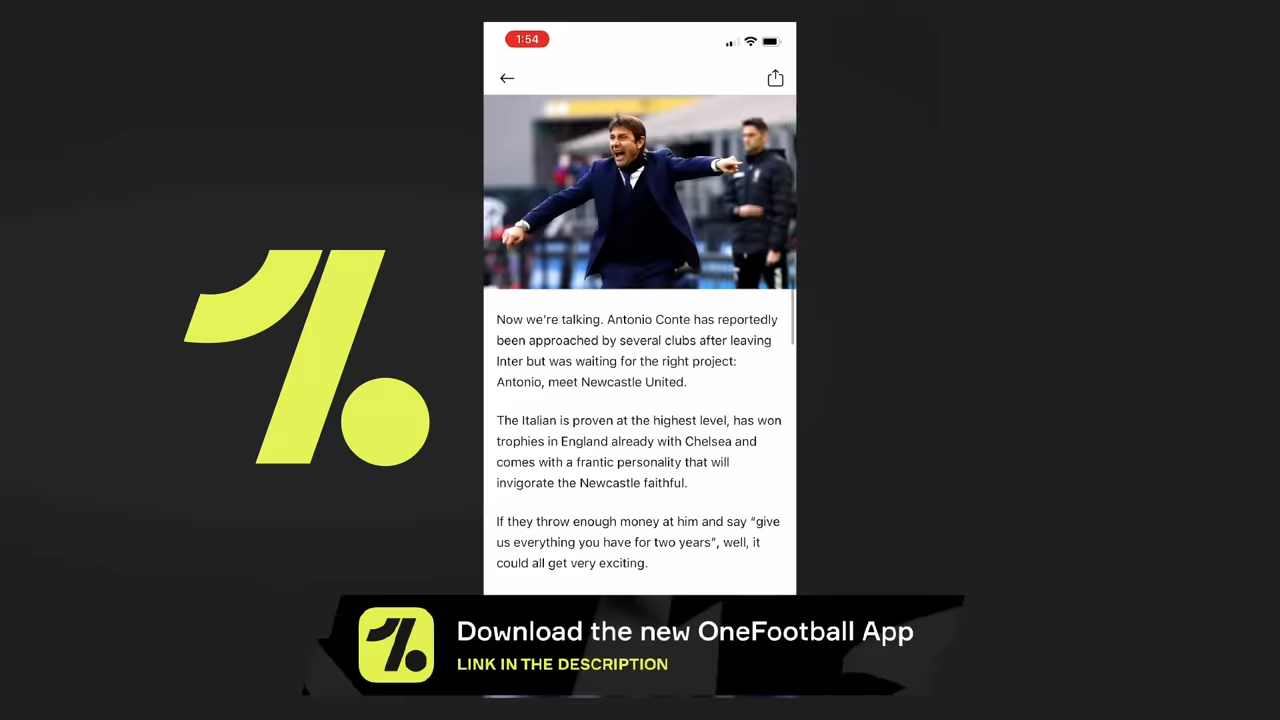 1:54
Now we’re talking. Antonio Conte has reportedly
been approached by several clubs after leaving
Inter but was waiting for the right project:
Antonio, meet Newcastle United.
The Italian is proven at the highest level, has won
trophies in England already with Chelsea and
comes with a frantic personality that will
invigorate the Newcastle faithful.
If they throw enough money at him and say “give
us everything you have for two years”, well, it
could all get very exciting.
Download the new OneFootball App
LINK IN THE DESCRIPTION